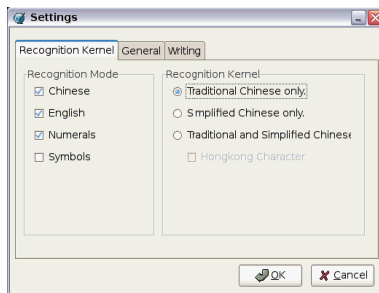 Settings
Recognition Kernel General Writing
Recognition Mode
Chinese
English
Numerals
Symbols
Recognition Kernel
Traditional Chinese only.
Smplified Chinese only.
Traditional and Simplified Chinese
Hongkong Character
OK Cancel